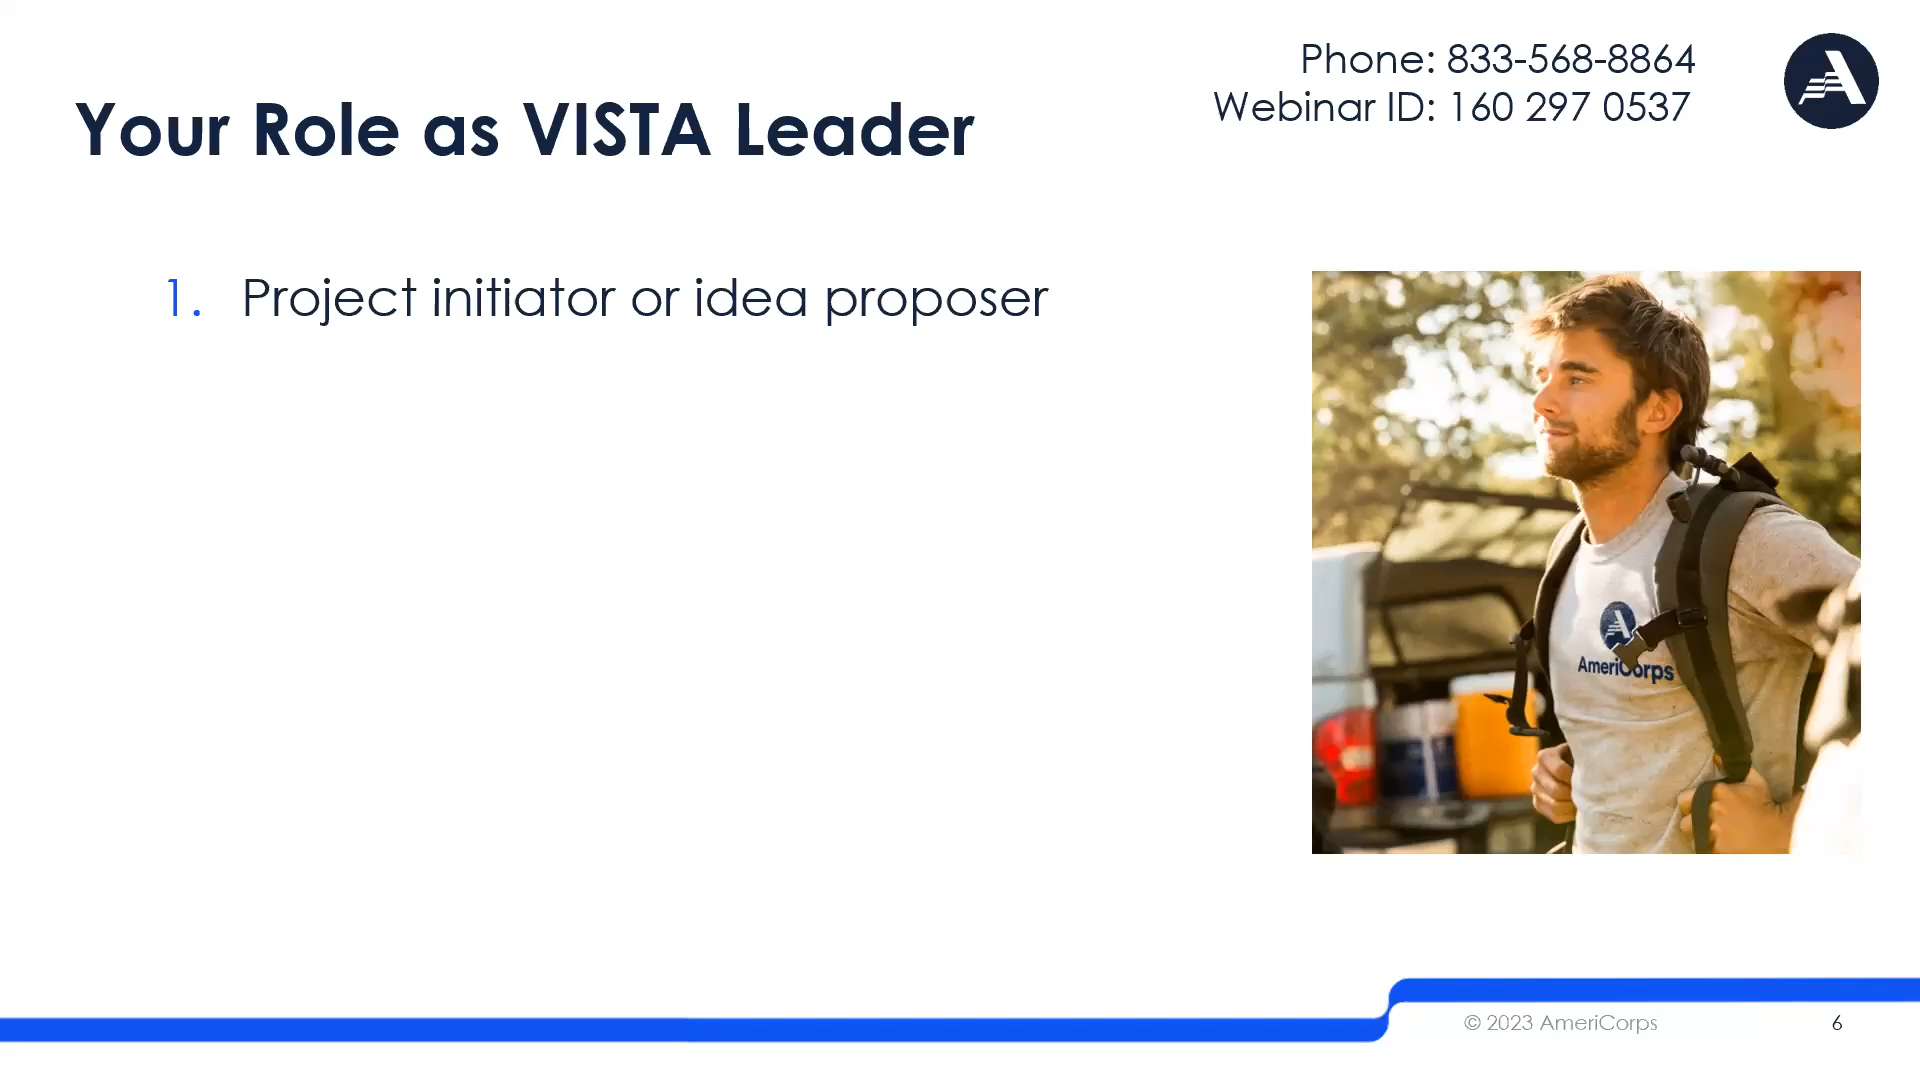 Phone: 833-568-8864
Webinar ID: 160 297 0537
Your Role as VISTA Leader
1. Project initiator or idea proposer
AmeriCorps
© 2023 AmeriCorps
6